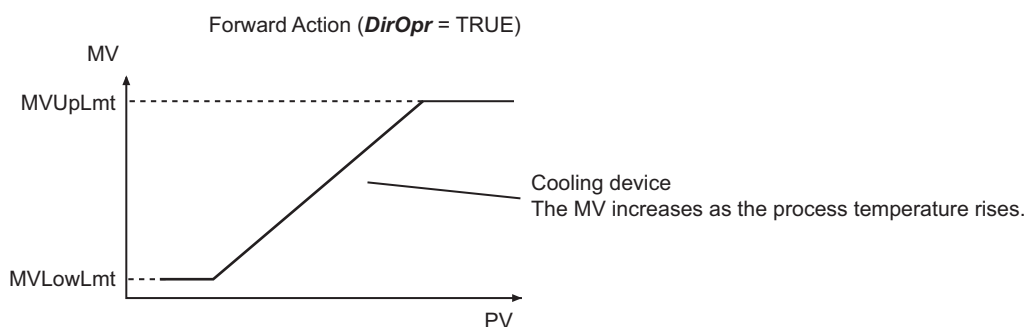 Forward Action (DirOpr = TRUE)
MV
MVUpLmt
Cooling device
The MV increases as the process temperature rises.
MVLowLmt
PV